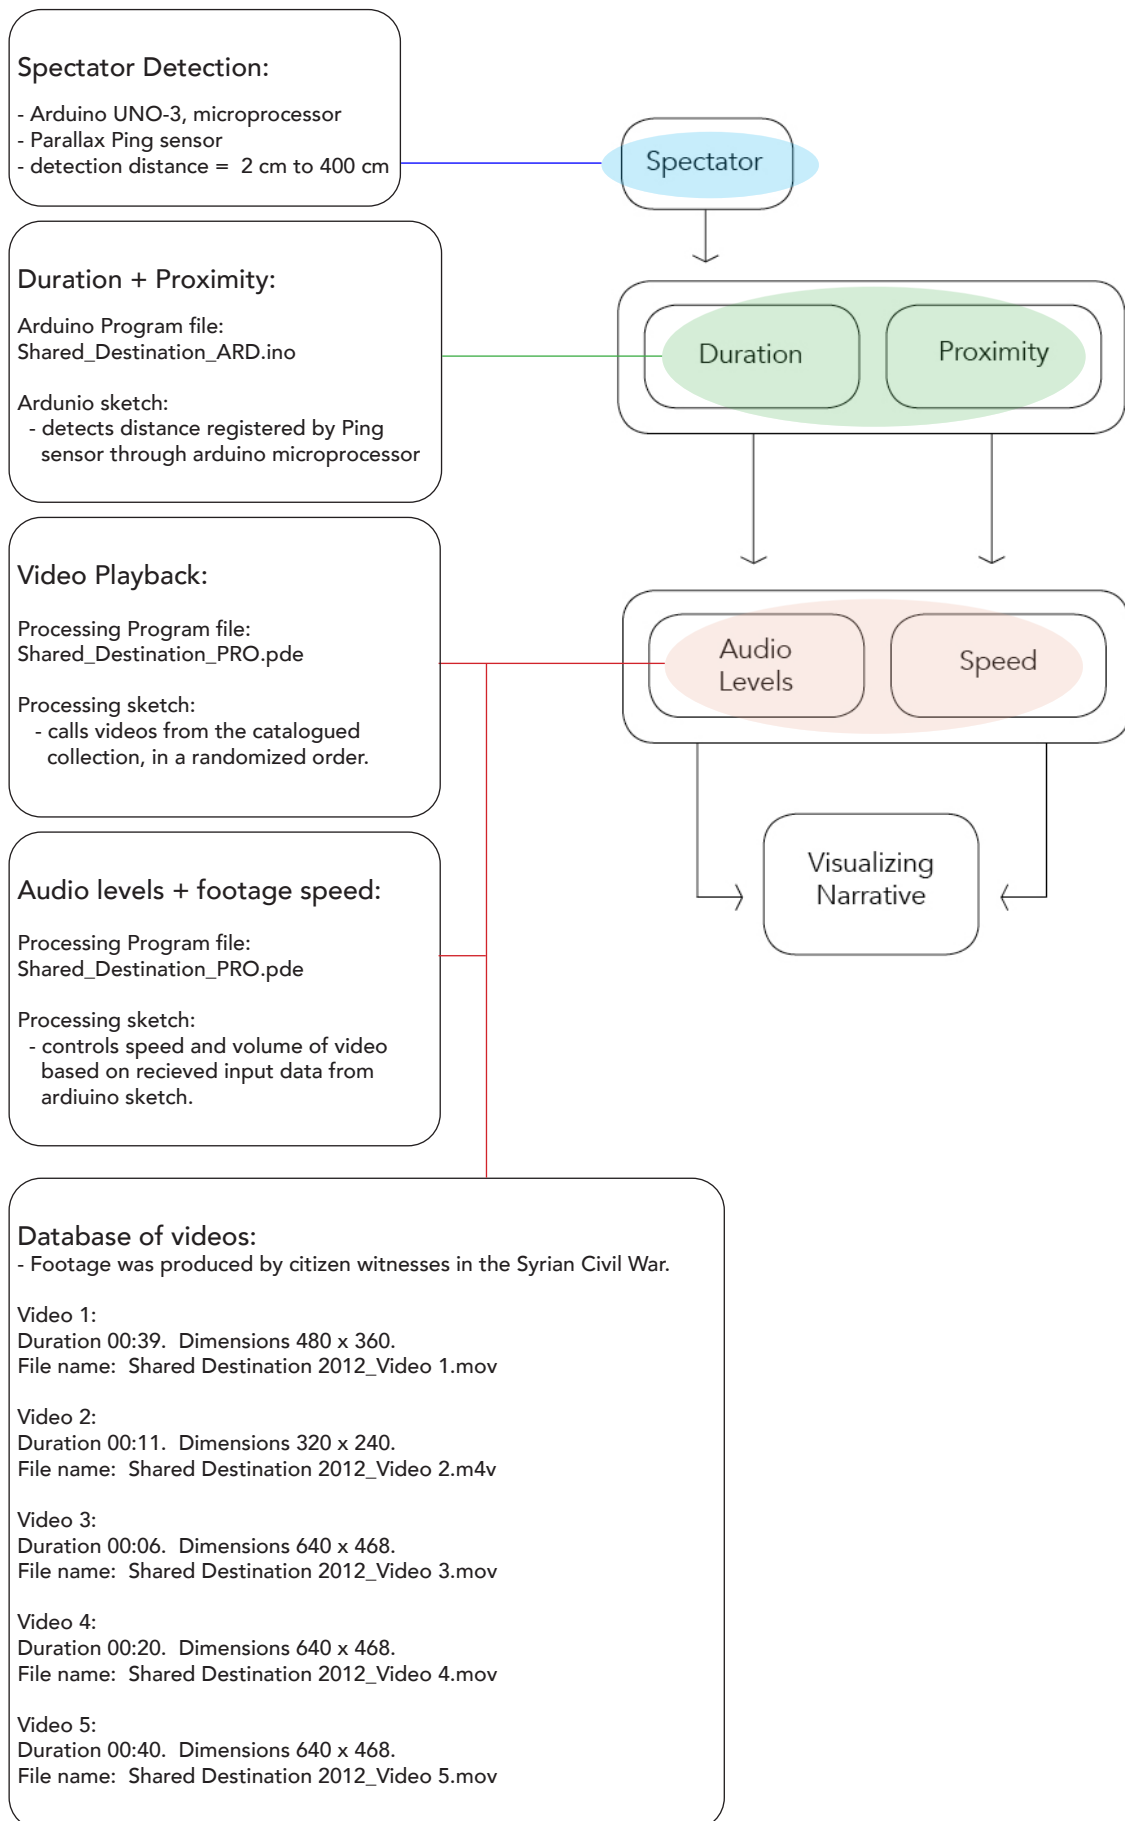 Spectator Detection:
- Arduino UNO-3, microprocessor
- Parallax Ping sensor
- detection distance =  2 cm to 400 cm
Spectator
Duration + Proximity:
Arduino Program file:
Shared_Destination_ARD.ino
Ardunio sketch:
- detects distance registered by Ping
sensor through arduino microprocessor
Duration
Proximity
Video Playback:
Processing Program file:
Shared_Destination_PRO.pde
Processing sketch:
- calls videos from the catalogued
collection, in a randomized order.
Audio
Levels
Speed
Visualizing
Narrative
Audio levels + footage speed:
Processing Program file:
Shared_Destination_PRO.pde
Processing sketch:
- controls speed and volume of video
based on recieved input data from
ardiuino sketch.
Database of videos:
- Footage was produced by citizen witnesses in the Syrian Civil War.
Video 1:
Duration 00:39.  Dimensions 480 x 360.
File name:  Shared Destination 2012_Video 1.mov
Video 2:
Duration 00:11.  Dimensions 320 x 240.
File name:  Shared Destination 2012_Video 2.m4v
Video 3:
Duration 00:06.  Dimensions 640 x 468.
File name:  Shared Destination 2012_Video 3.mov
Video 4:
Duration 00:20.  Dimensions 640 x 468.
File name:  Shared Destination 2012_Video 4.mov
Video 5:
Duration 00:40.  Dimensions 640 x 468.
File name:  Shared Destination 2012_Video 5.mov